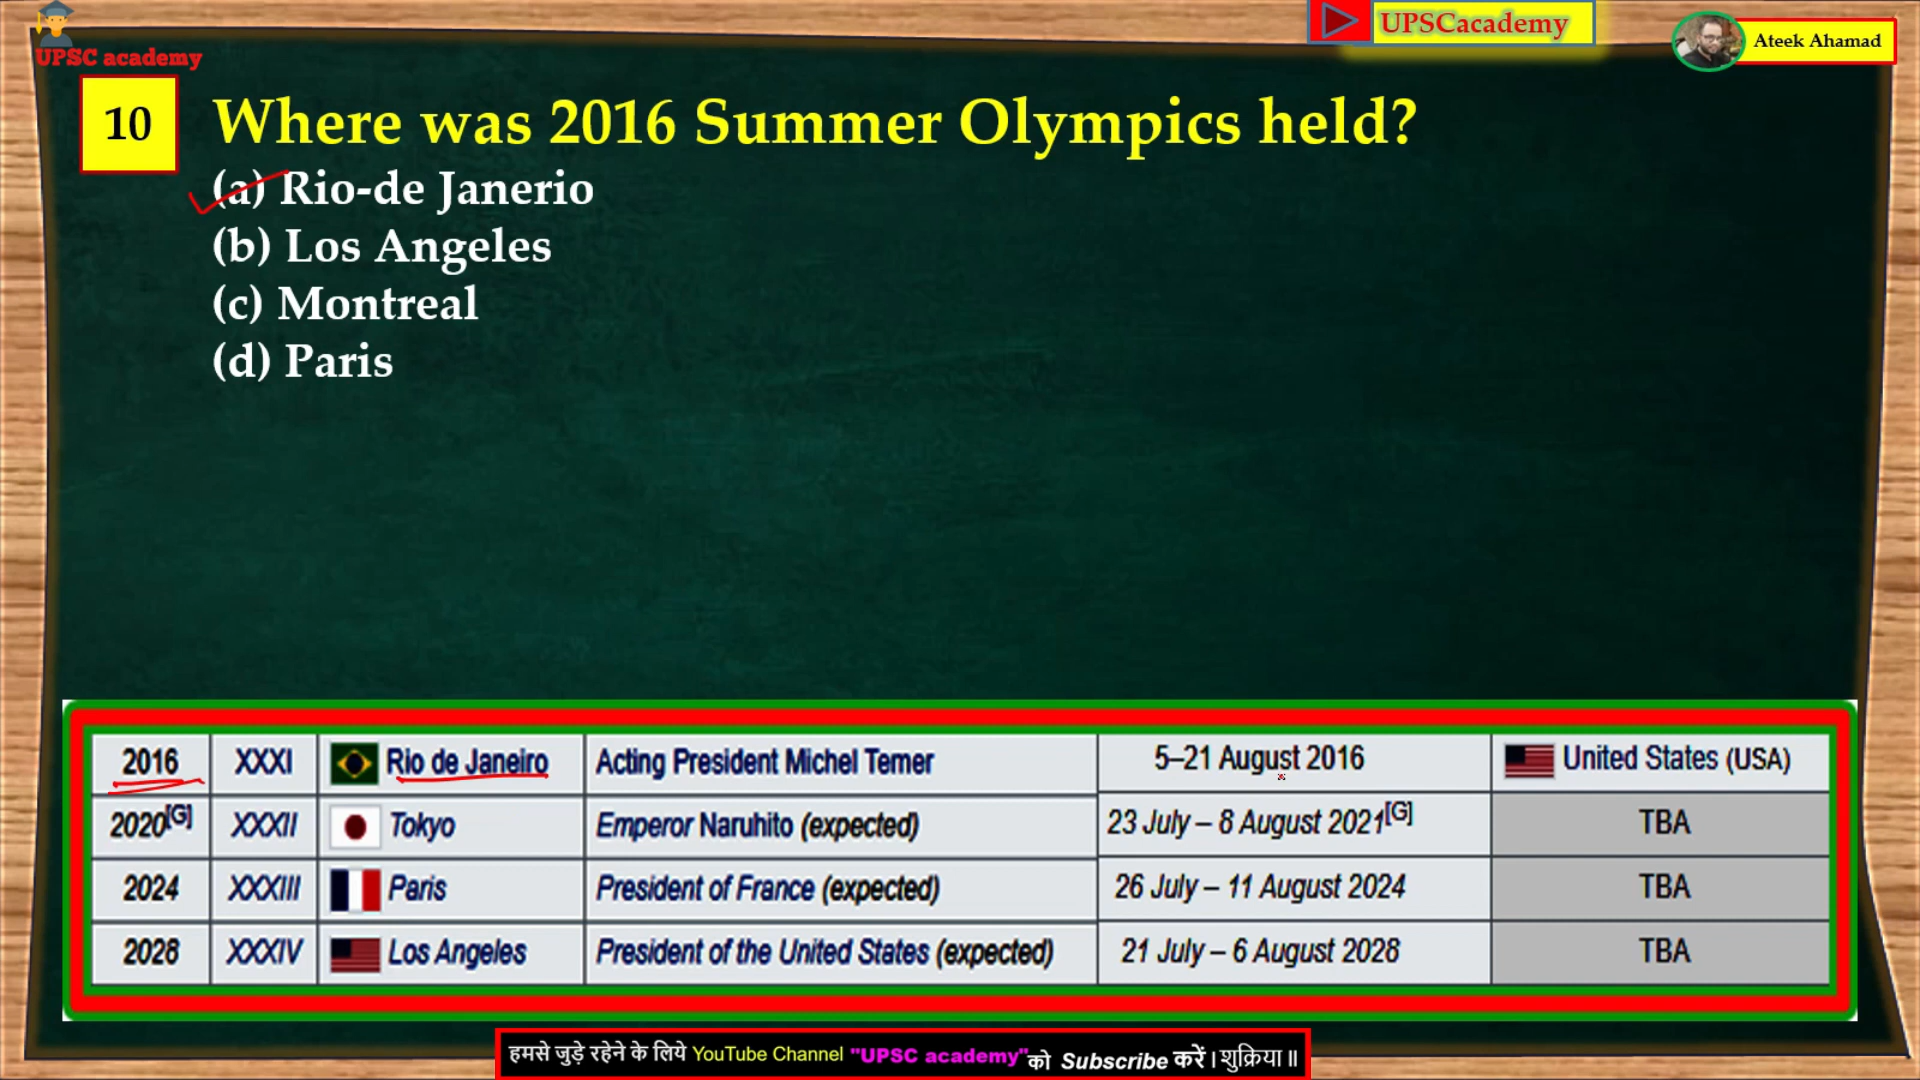 UPSC academy
UPSCacademy
Ateek Ahamad
10
Where was 2016 Summer Olympics held?
(a) Rio-de Janerio
(b) Los Angeles
(c) Montreal
(d) Paris
2016 XXXI Rio de Janeiro Acting President Michel Temer 5–21 August 2016 United States (USA)
2020[G] XXXII Tokyo Emperor Naruhito (expected) 23 July – 8 August 2021[G] TBA
2024 XXXIII Paris President of France (expected) 26 July – 11 August 2024 TBA
2028 XXXIV Los Angeles President of the United States (expected) 21 July – 6 August 2028 TBA
हमसे जुड़े रहेने के लिये YouTube Channel "UPSC academy"को Subscribe करें। शुक्रिया॥